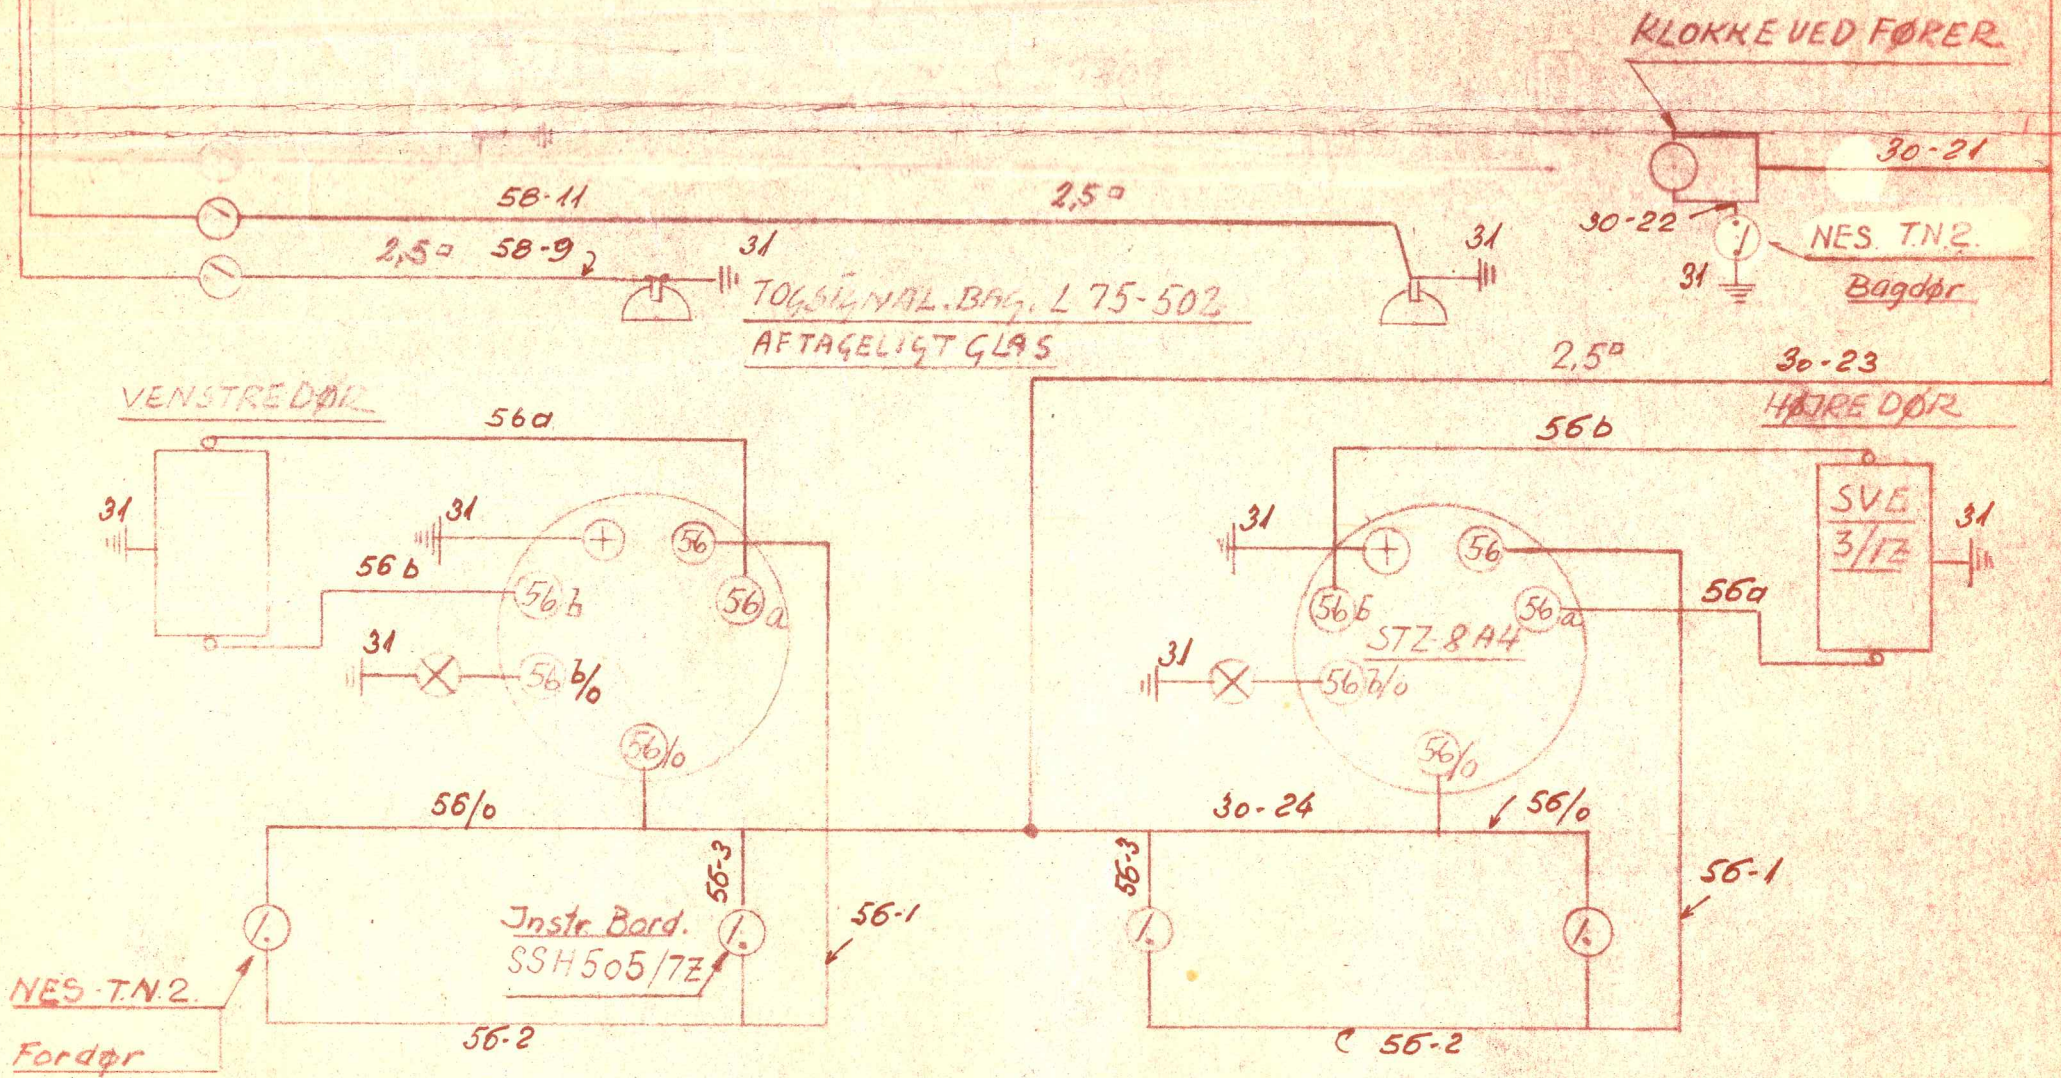 KLOKKE VED FØRER
30-21
58-11
2,5▫
30-22
NES. T.N.2.
Bagdør
31
2,5▫ 58-9
31
31
TOGSIGNAL. BAG. L 75-502
AFTAGELIGT GLAS
2,5▫
30-23
VENSTRE DØR
HØJRE DØR
56a
56b
31
31
+
56
56b
56b
56a
31
56b/0
56/0
31
+
56
56b
56a
STZ-8A4
SVE
3/1Z
31
56a
31
56b/0
56/0
56/0
30-24
56/0
56-3
56-3
56-1
56-1
Instr. Bord.
SSH505/7Z
NES-T.N.2.
Fordør
56-2
56-2